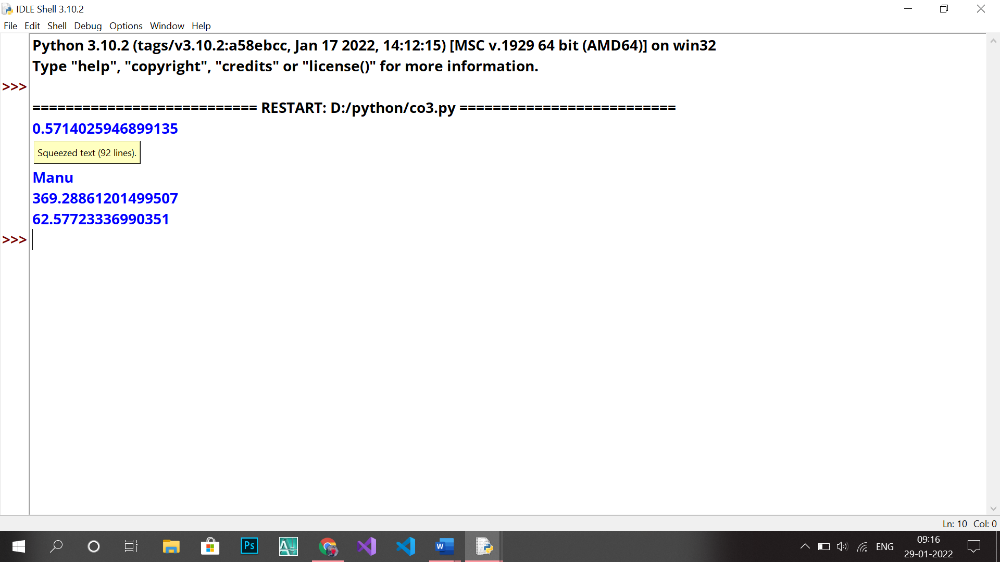 IDLE Shell 3.10.2
File Edit Shell Debug Options Window Help
Python 3.10.2 (tags/v3.10.2:a58ebcc, Jan 17 2022, 14:12:15) [MSC v.1929 64 bit (AMD64)] on win32
Type "help", "copyright", "credits" or "license()" for more information.
>>>
=========================== RESTART: D:/python/co3.py ==========================
0.5714025946899135
Squeezed text (92 lines).
Manu
369.28861201499507
62.57723336990351
>>>
Ln: 10 Col: 0
Ps
W
ENG
09:16
29-01-2022